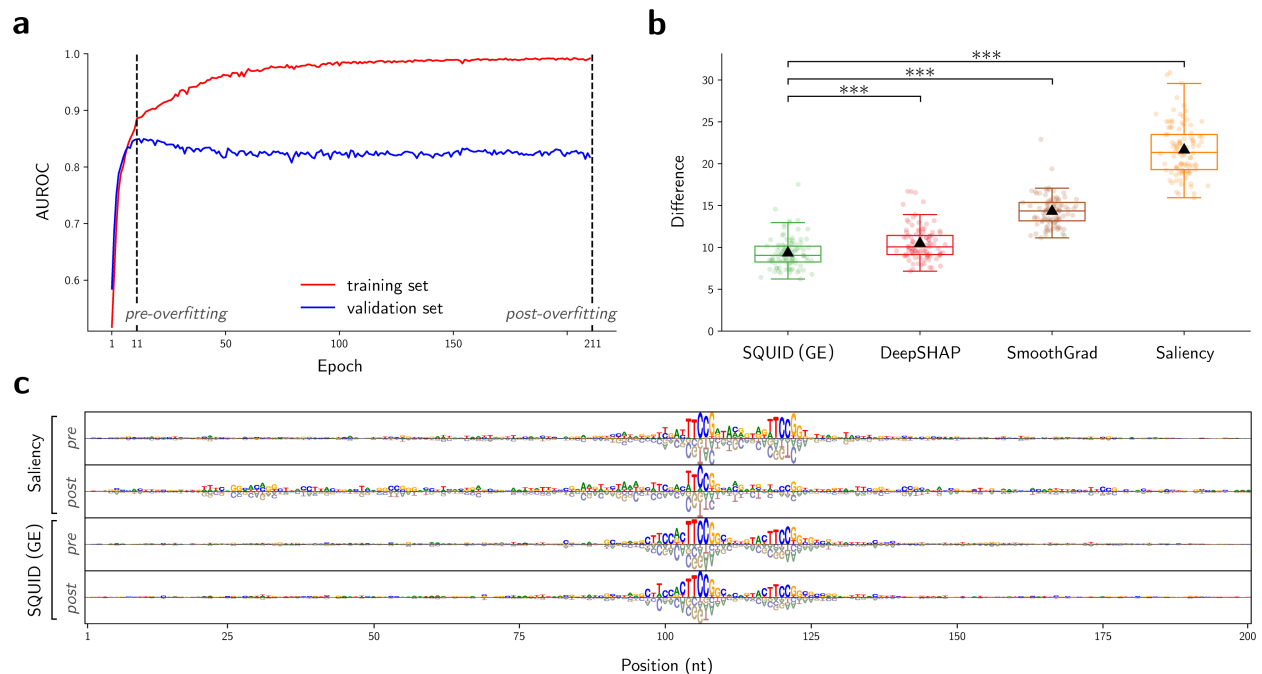 a
AUROC
1.0
0.9
0.8
0.7
0.6
training set
validation set
pre-overfitting
post-overfitting
1
11
50
100
150
211
Epoch
b
Difference
30
25
20
15
10
5
0
***
***
***
SQUID (GE)
DeepSHAP
SmoothGrad
Saliency
c
Saliency
pre
post
SQUID (GE)
pre
post
1
25
50
75
100
125
150
175
200
Position (nt)